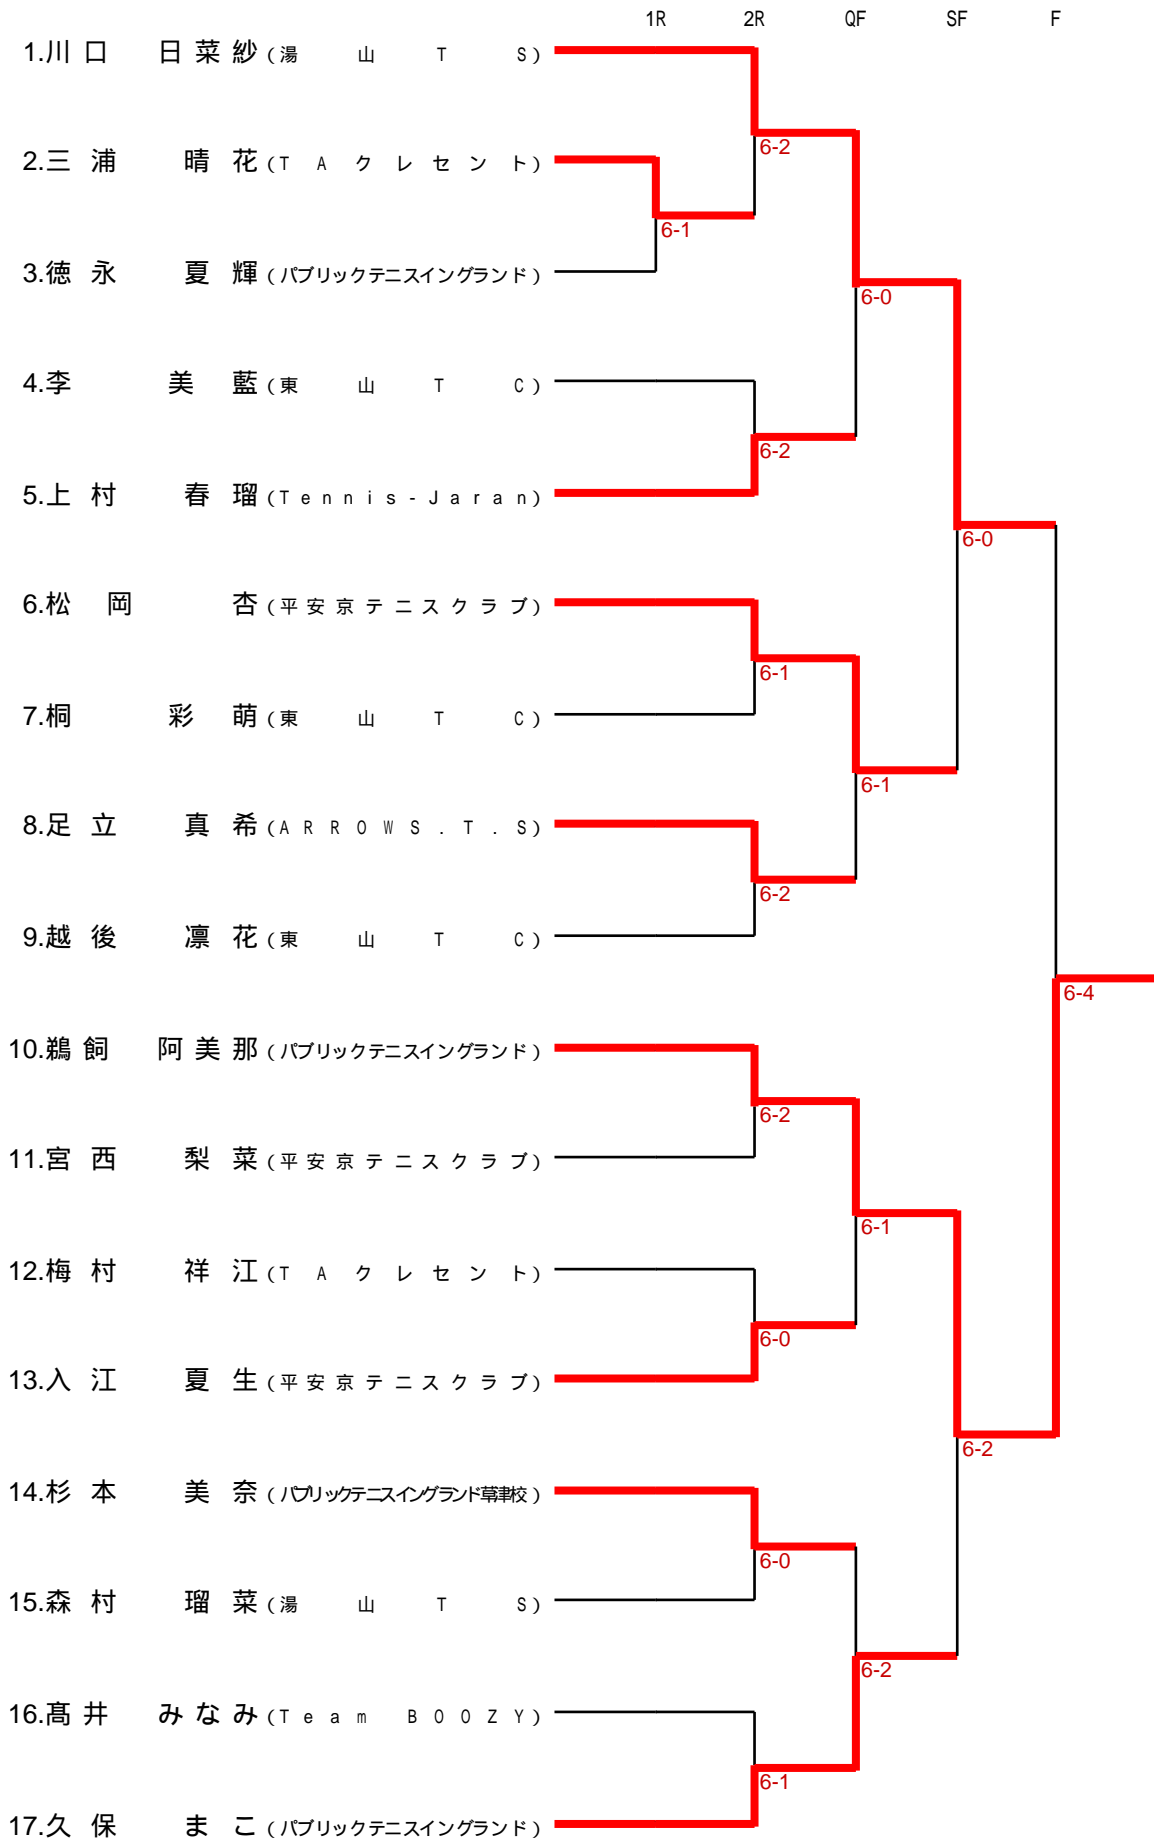 1R 2R QF SF F
1.川口 日菜紗(湯山TS)
6-2
2.三浦 晴花(TAクレセント)
6-1
3.徳永 夏輝(パブリックテニスイングランド)
6-0
4.李 美藍(東山TC)
6-2
5.上村 春瑠(Tennis-Jaran)
6-0
6.松岡 杏(平安京テニスクラブ)
6-1
7.桐 彩萌(東山TC)
6-1
8.足立 真希(ARROWS.T.S)
6-2
9.越後 凛花(東山TC)
6-4
10.鵜飼 阿美那(パブリックテニスイングランド)
6-2
11.宮西 梨菜(平安京テニスクラブ)
6-1
12.梅村 祥江(TAクレセント)
6-0
13.入江 夏生(平安京テニスクラブ)
6-2
14.杉本 美奈(パブリックテニスイングランド草津校)
6-0
15.森村 瑠菜(湯山TS)
6-2
16.髙井 みなみ(Team BOOZY)
6-1
17.久保 まこ(パブリックテニスイングランド)